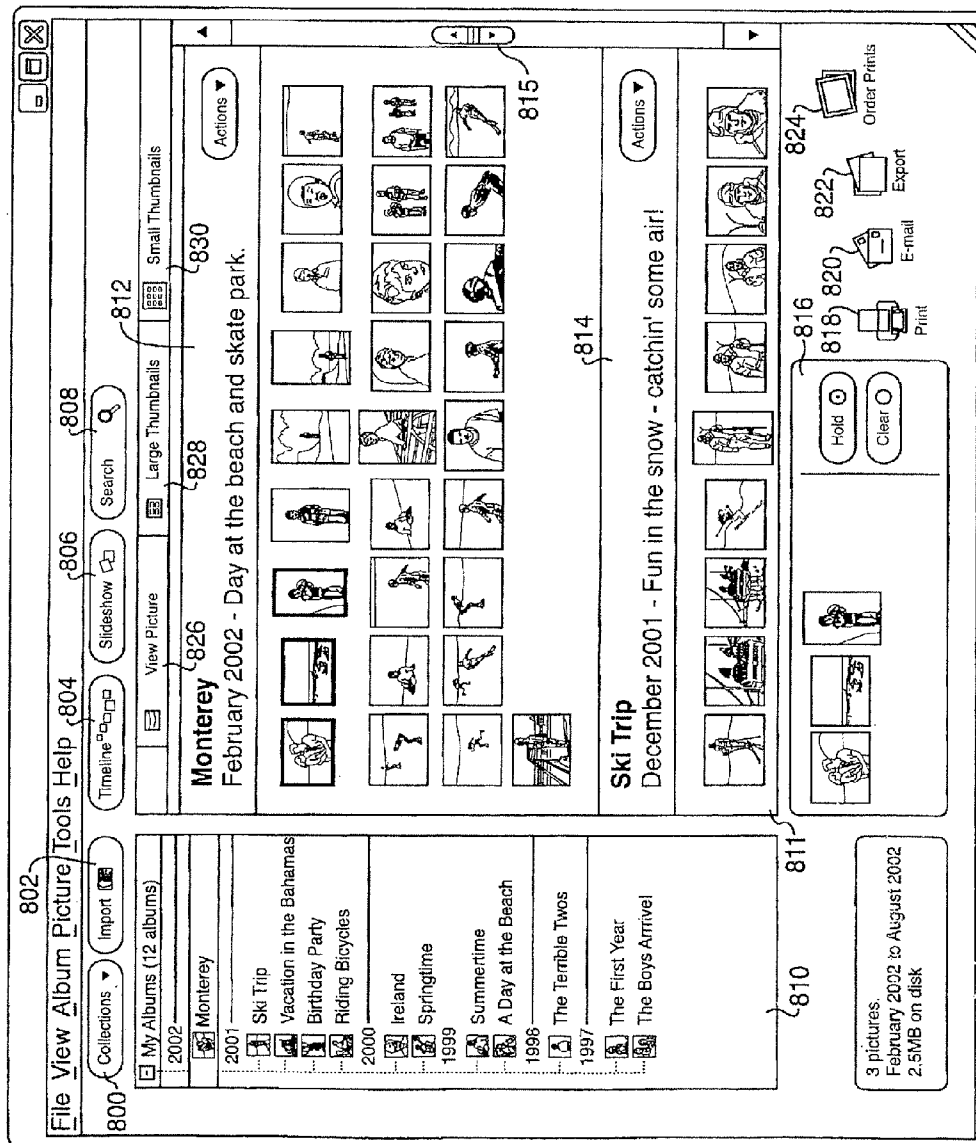 File View Album Picture Tools Help
802
804
806
808
800
Collections ▼
Import
Timeline
Slideshow
Search
My Albums (12 albums)
2002
Monterey
2001
Ski Trip
Vacation in the Bahamas
Birthday Party
Riding Bicycles
2000
Ireland
Springtime
1999
Summertime
A Day at the Beach
1998
The Terrible Twos
1997
The First Year
The Boys Arrrivel
810
3 pictures.
February 2002 to August 2002
2.5MB on disk
View Picture
826
Large Thumbnails
828
Small Thumbnails
830
812
Monterey
February 2002 - Day at the beach and skate park.
Actions ▼
815
814
Ski Trip
December 2001 - Fun in the snow - catchin' some air!
Actions ▼
811
816
Hold
Clear
818
Print
820
E-mail
822
Export
824
Order Prints